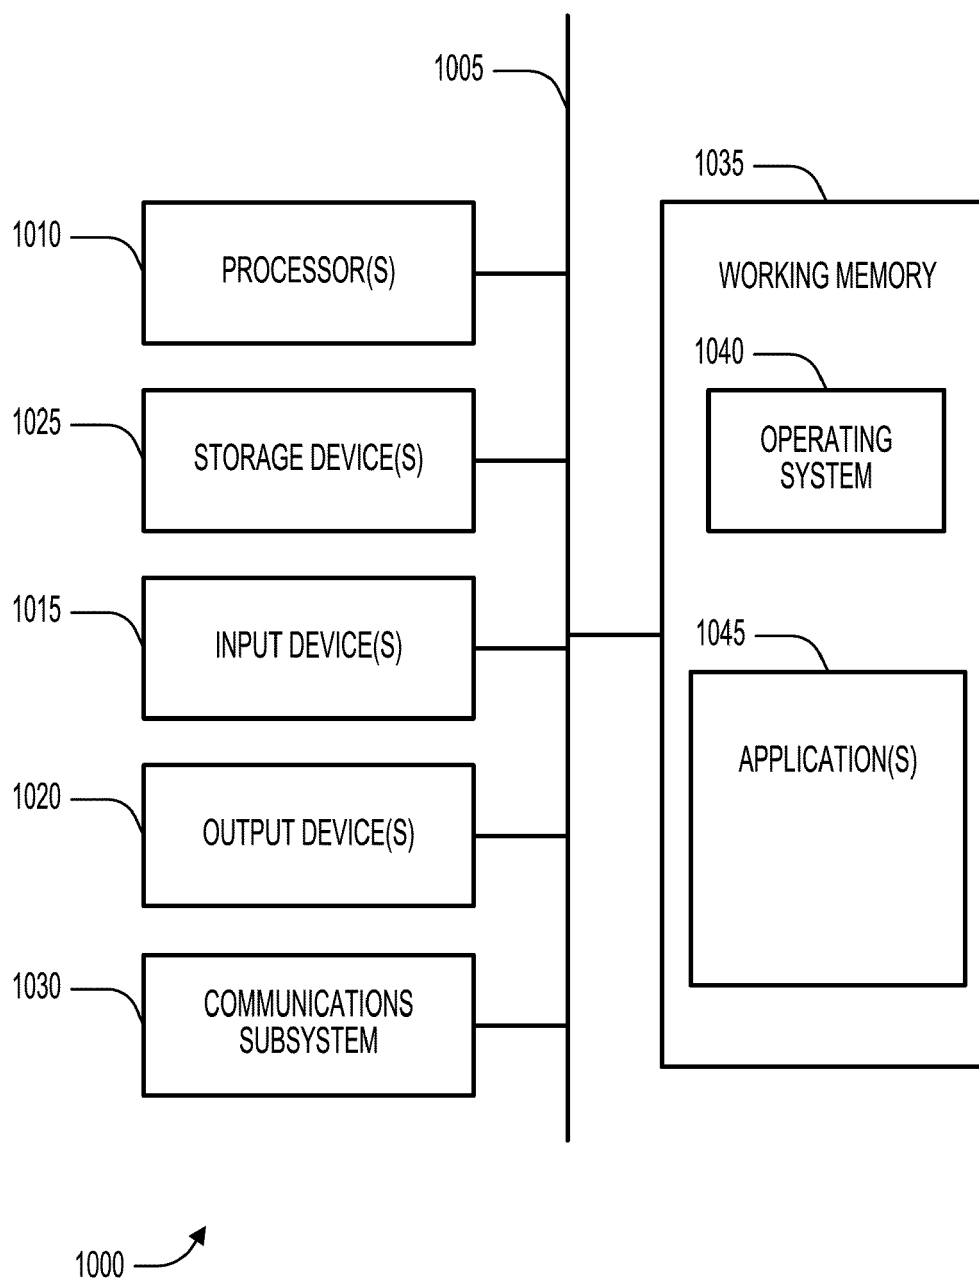 1005
1035
1010
PROCESSOR(S)
WORKING MEMORY
1040
1025
STORAGE DEVICE(S)
OPERATING
SYSTEM
1015
INPUT DEVICE(S)
1045
APPLICATION(S)
1020
OUTPUT DEVICE(S)
1030
COMMUNICATIONS
SUBSYSTEM
1000